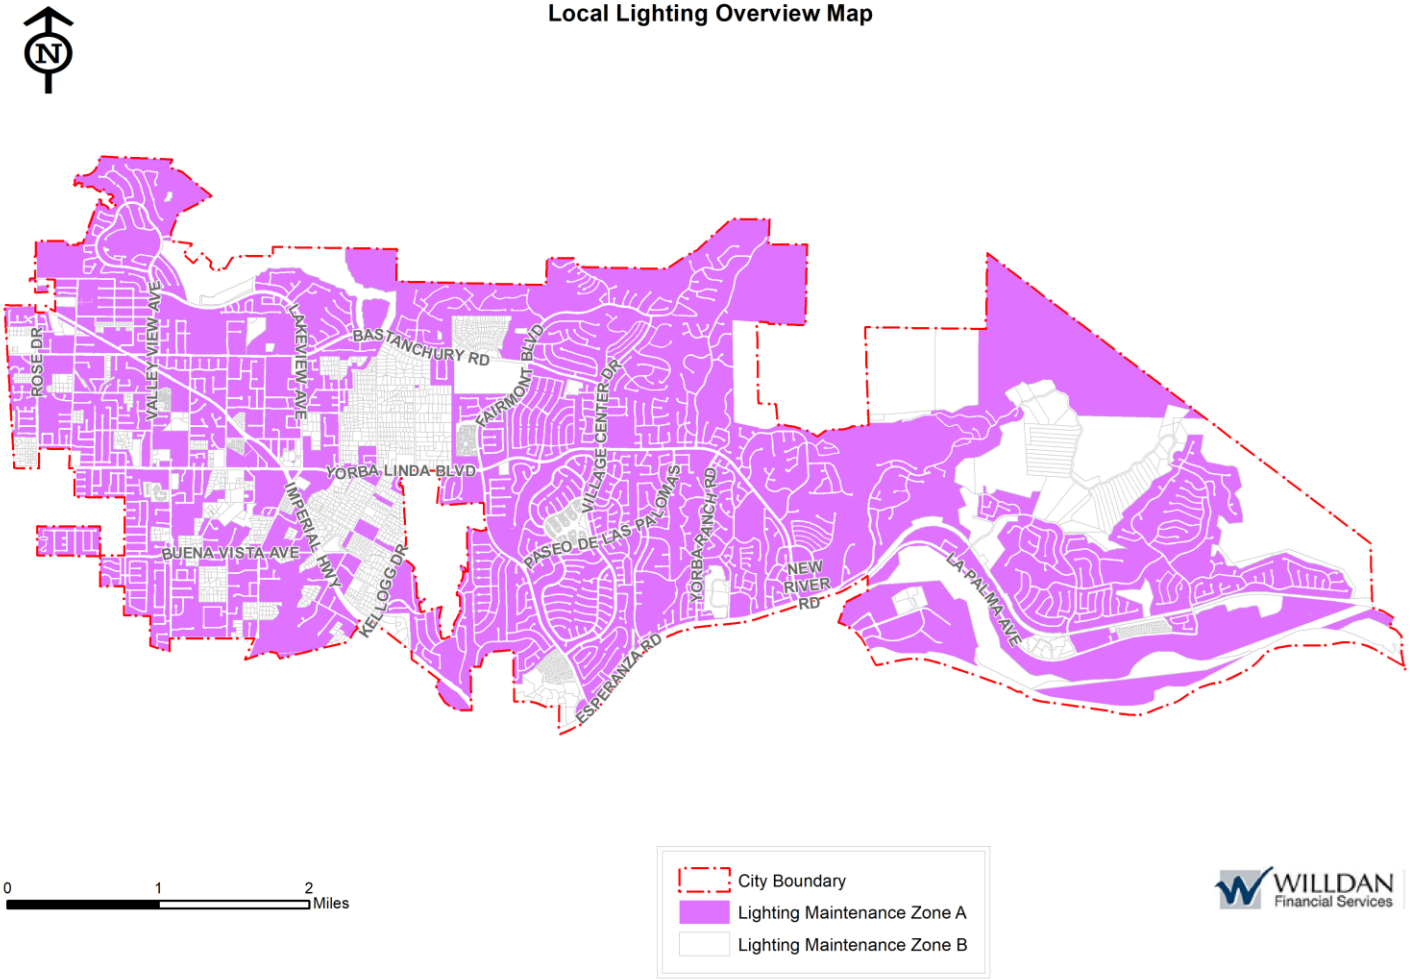 Local Lighting Overview Map
N
ROSE DR
VALLEY VIEW AVE
LAKEVIEW AVE
BASTANCHURY RD
FAIRMONT BLVD
VILLAGE CENTER DR
YORBA LINDA BLVD
IMPERIAL HWY
BUENA VISTA AVE
KELLOGG DR
PASEO DE LAS PALOMAS
YORBA RANCH RD
NEW
RIVER
RD
LA PALMA AVE
ESPERANZA RD
0 1 2
Miles
City Boundary
Lighting Maintenance Zone A
Lighting Maintenance Zone B
WILLDAN
Financial Services